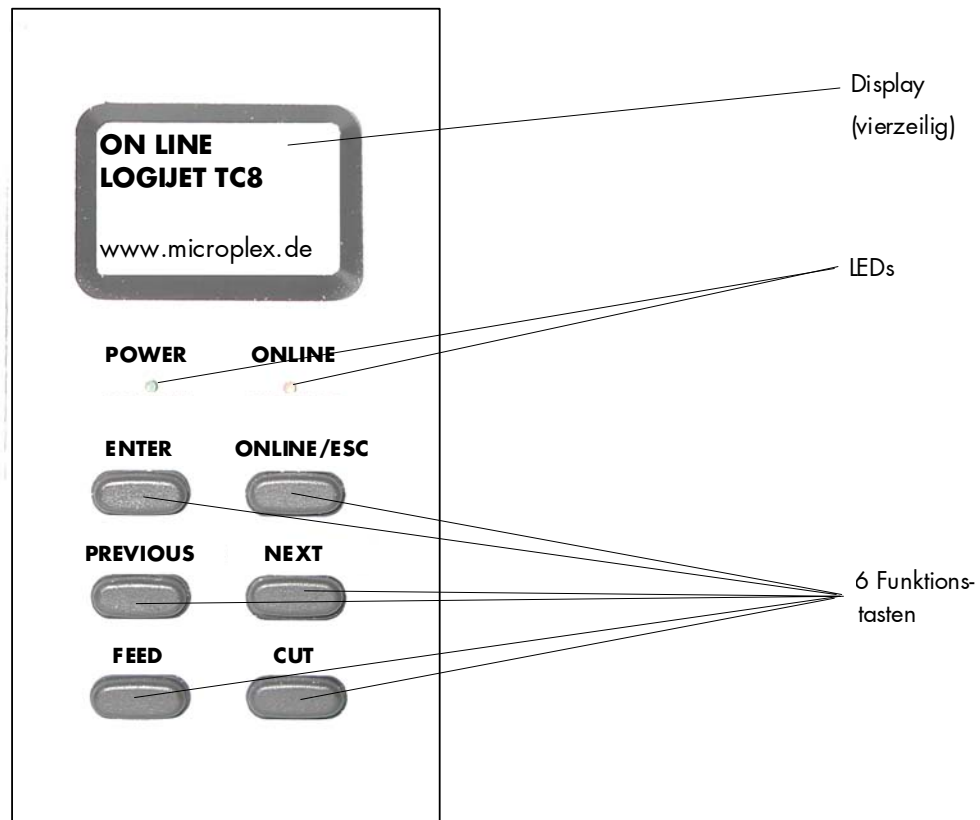 Display
(vierzeilig)
ON LINE
LOGIJET TC8
www.microplex.de
LEDs
POWER ONLINE
ENTER ONLINE/ESC
PREVIOUS NEXT
6 Funktions-
tasten
FEED CUT